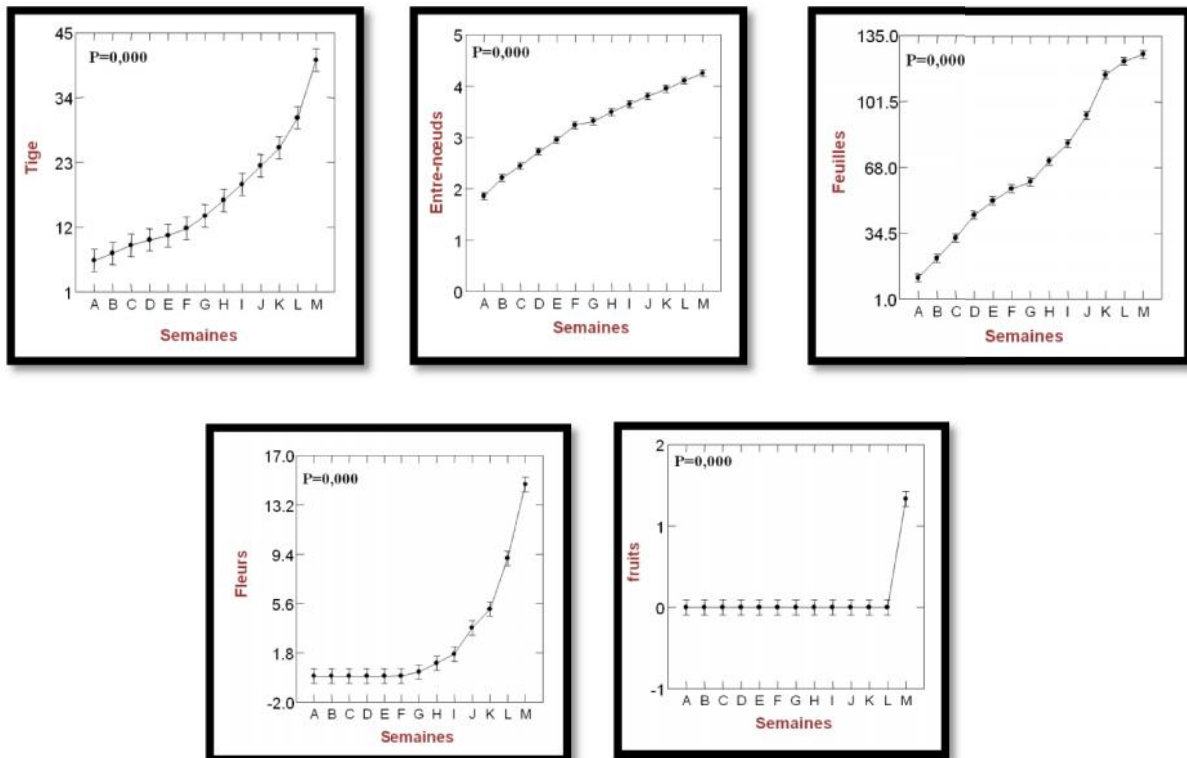 45
34
23
12
1
P=0,000
Tige
A B C D E F G H I J K L M
Semaines
5
4
3
2
1
0
P=0,000
Entre-nœuds
A B C D E F G H I J K L M
Semaines
135.0
101.5
68.0
34.5
1.0
P=0,000
Feuilles
A B C D E F G H I J K L M
Semaines
17.0
13.2
9.4
5.6
1.8
-2.0
P=0,000
Fleurs
A B C D E F G H I J K L M
Semaines
2
1
0
-1
P=0,000
fruits
A B C D E F G H I J K L M
Semaines